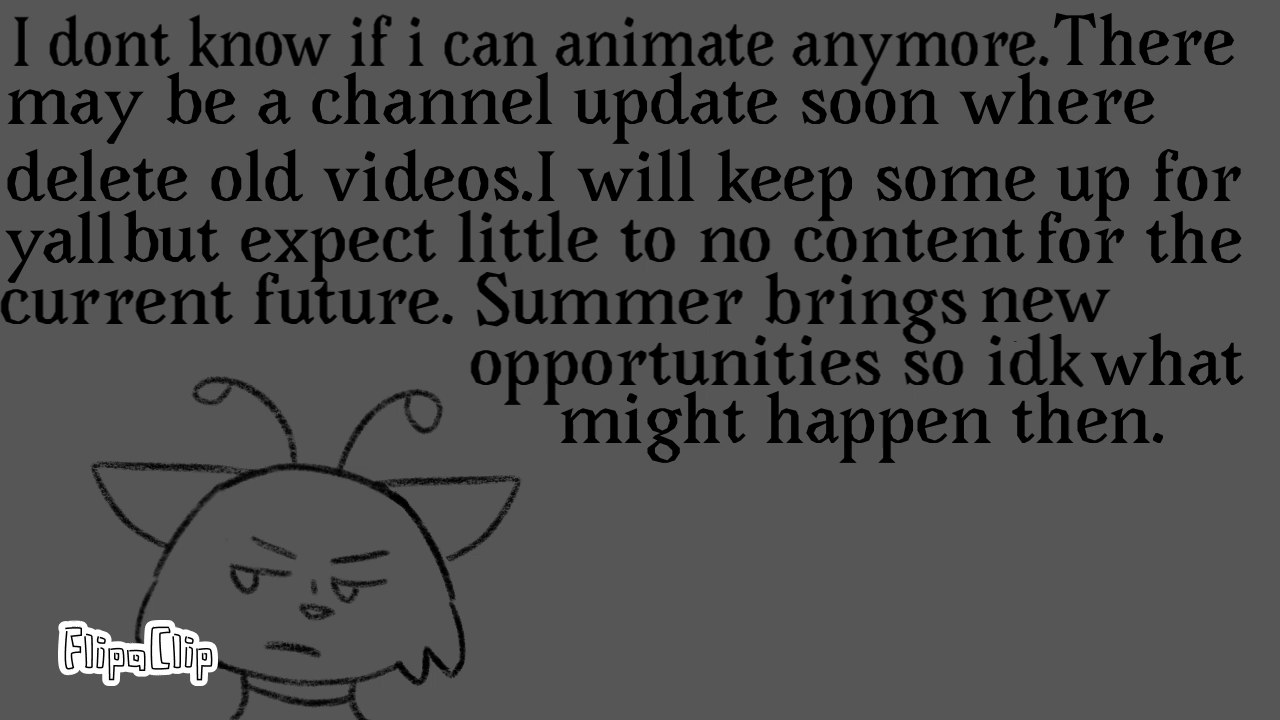 I dont know if i can animate anymore.There
may be a channel update soon where
delete old videos.I will keep some up for
yall but expect little to no content for the
current future. Summer brings new
opportunities so idk what
might happen then.
FlipaClip